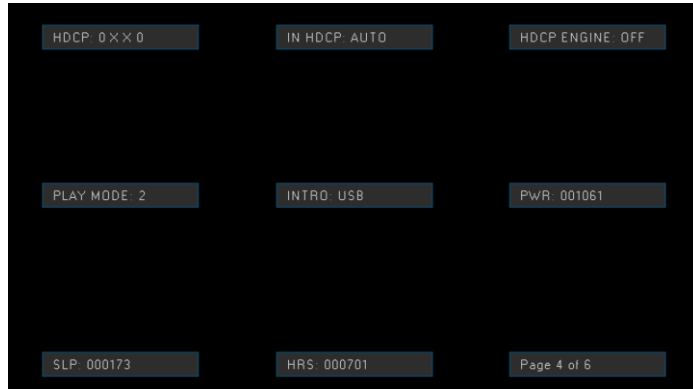 HDCP: 0 X X 0
IN HDCP: AUTO
HDCP ENGINE: OFF
PLAY MODE: 2
INTRO: USB
PWR: 001061
SLP: 000173
HRS: 000701
Page 4 of 6